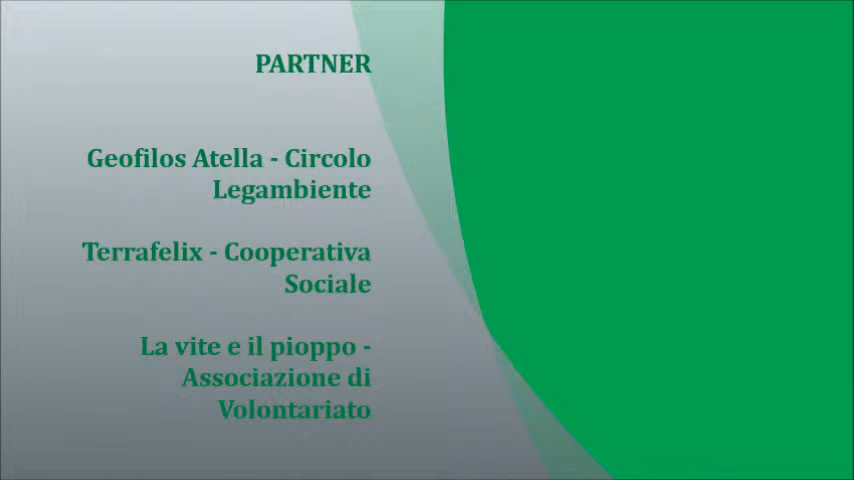 PARTNER
Geofilos Atella - Circolo
Legambiente
Terrafelix - Cooperativa
Sociale
La vite e il pioppo -
Associazione di
Volontariato